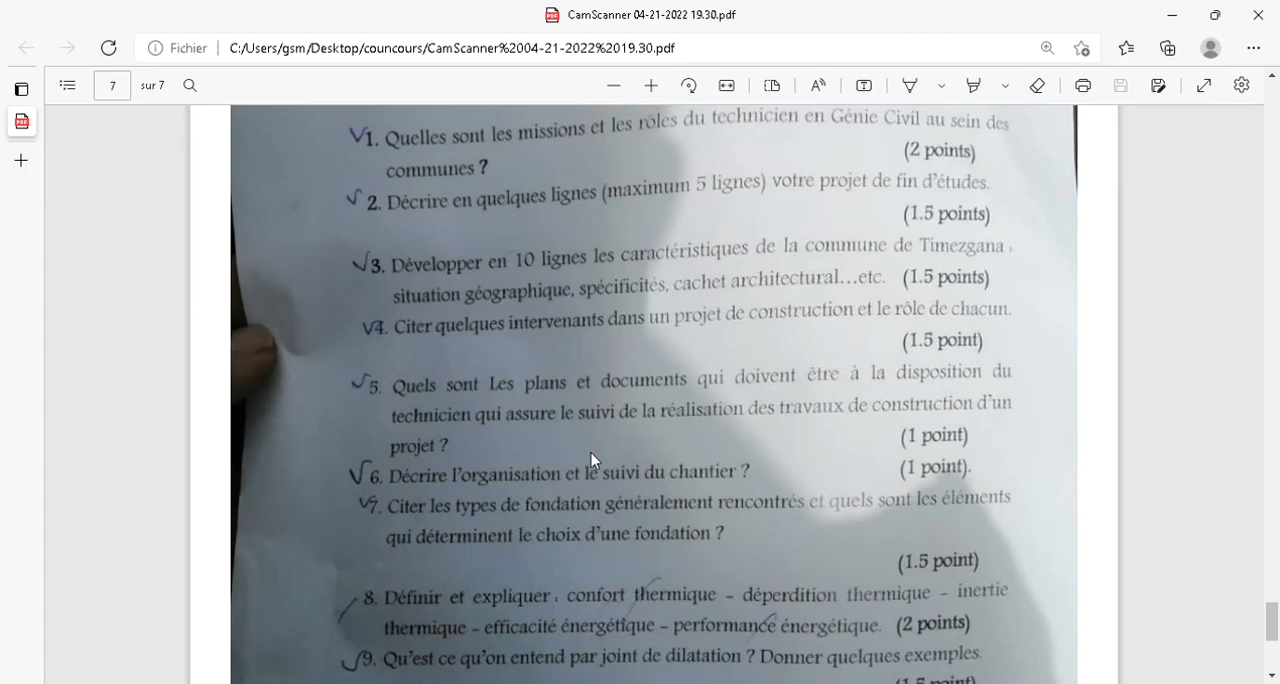 CamScanner 04-21-2022 19.30.pdf
Fichier C:/Users/gsm/Desktop/councours/CamScanner%2004-21-2022%2019.30.pdf
7 sur 7
1. Quelles sont les missions et les rôles du technicien en Génie Civil au sein des
communes ? (2 points)
2. Décrire en quelques lignes (maximum 5 lignes) votre projet de fin d'études.
(1.5 points)
3. Développer en 10 lignes les caractéristiques de la commune de Timezgana :
situation géographique, spécificités, cachet architectural...etc. (1.5 points)
4. Citer quelques intervenants dans un projet de construction et le rôle de chacun.
(1.5 point)
5. Quels sont Les plans et documents qui doivent être à la disposition du
technicien qui assure le suivi de la réalisation des travaux de construction d'un
projet ? (1 point)
6. Décrire l'organisation et le suivi du chantier ? (1 point).
7. Citer les types de fondation généralement rencontrés et quels sont les éléments
qui déterminent le choix d'une fondation ?
(1.5 point)
8. Définir et expliquer : confort thermique - déperdition thermique - inertie
thermique - efficacité énergétique - performance énergétique. (2 points)
9. Qu'est ce qu'on entend par joint de dilatation ? Donner quelques exemples.
(1.5 point)